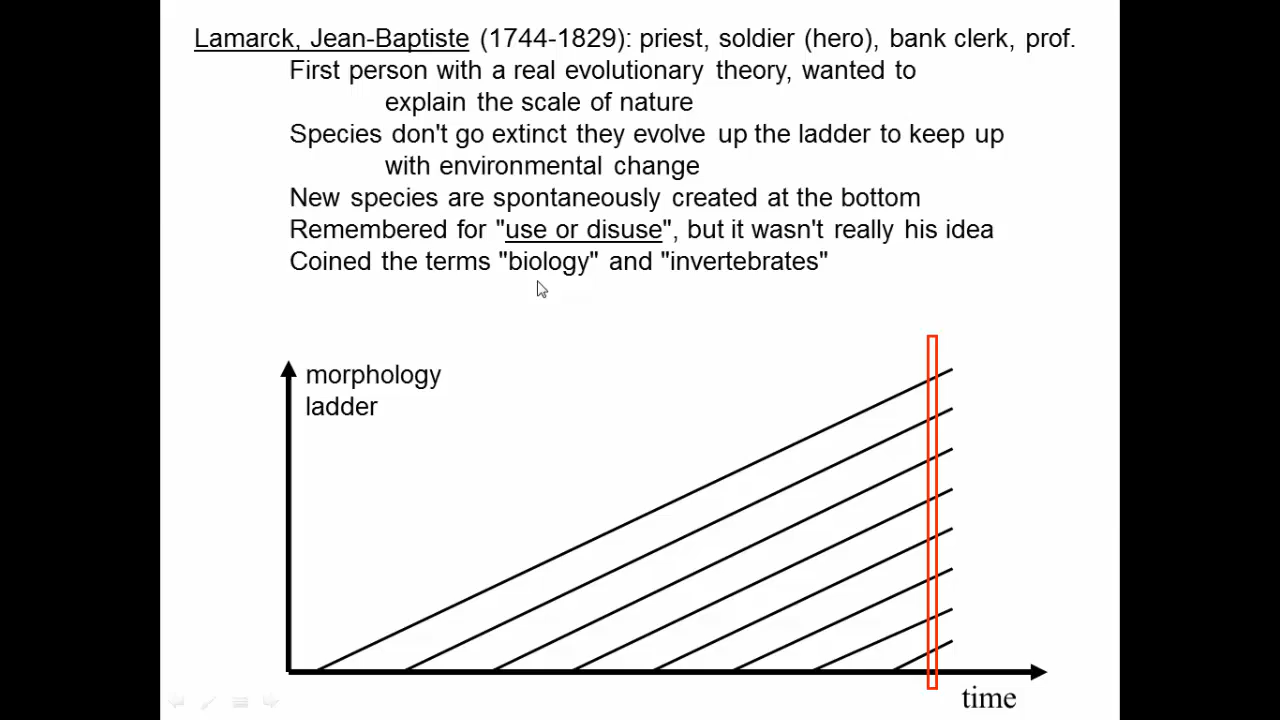 Lamarck, Jean-Baptiste (1744-1829): priest, soldier (hero), bank clerk, prof.
First person with a real evolutionary theory, wanted to
explain the scale of nature
Species don't go extinct they evolve up the ladder to keep up
with environmental change
New species are spontaneously created at the bottom
Remembered for "use or disuse", but it wasn't really his idea
Coined the terms "biology" and "invertebrates"
morphology
ladder
time